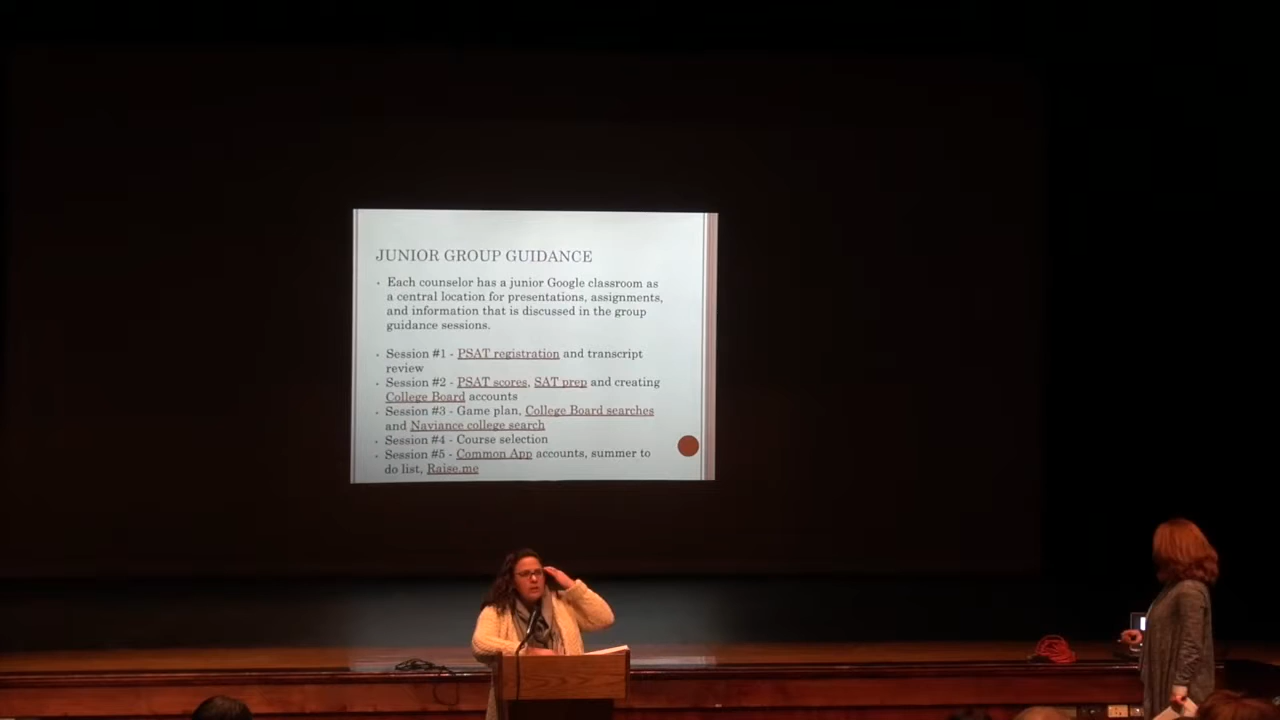 JUNIOR GROUP GUIDANCE
• Each counselor has a junior Google classroom as
a central location for presentations, assignments,
and information that is discussed in the group
guidance sessions.
• Session #1 - PSAT registration and transcript
review
• Session #2 - PSAT scores, SAT prep and creating
College Board accounts
• Session #3 - Game plan, College Board searches
and Naviance college search
• Session #4 - Course selection
• Session #5 - Common App accounts, summer to
do list, Raise.me